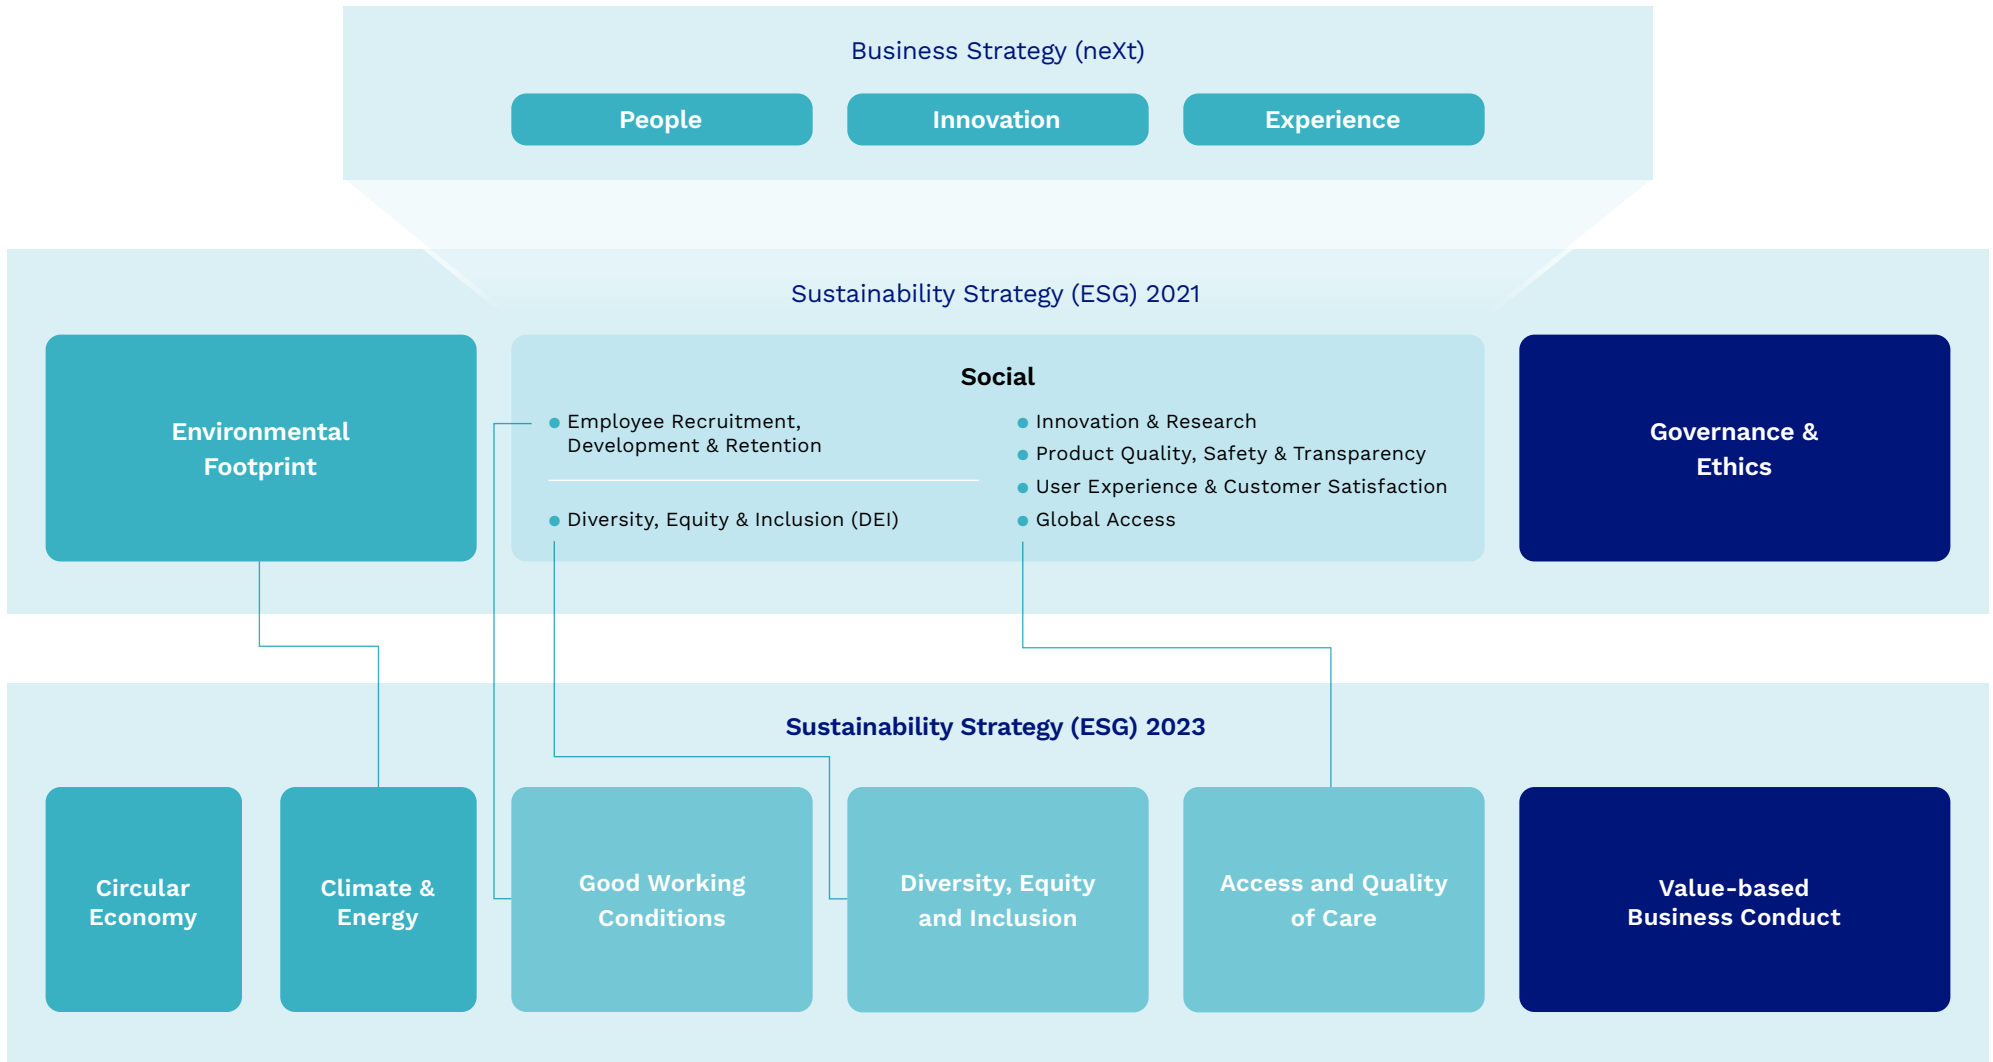 Business Strategy (neXt)
People
Innovation
Experience
Sustainability Strategy (ESG) 2021
Environmental
Footprint
Social
Employee Recruitment,
Development & Retention
Diversity, Equity & Inclusion (DEI)
Innovation & Research
Product Quality, Safety & Transparency
User Experience & Customer Satisfaction
Global Access
Governance &
Ethics
Sustainability Strategy (ESG) 2023
Circular
Economy
Climate &
Energy
Good Working
Conditions
Diversity, Equity
and Inclusion
Access and Quality
of Care
Value-based
Business Conduct